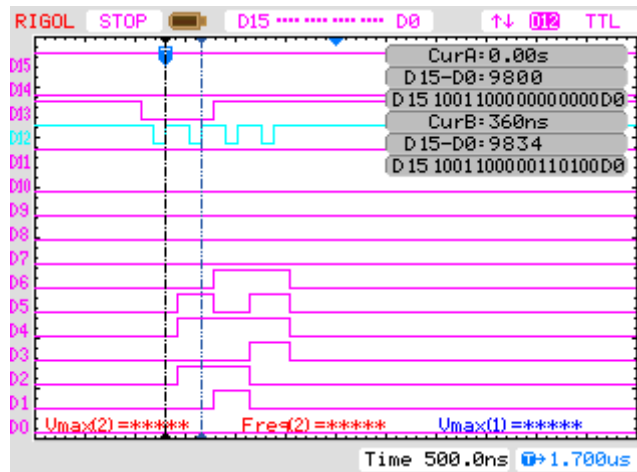 RIGOL STOP D15 ···· ···· ···· ···· D0 ↑↓ D12 TTL
CurA=0.00s
D15-D0=9800
D15 1001100000000000D0
CurB=360ns
D15-D0=9834
D15 1001100000110100D0
D15
D14
D13
D12
D11
D10
D9
D8
D7
D6
D5
D4
D3
D2
D1
D0
Vmax(2)=***** Freq(2)=***** Vmax(1)=*****
Time 500.0ns T→1.700us